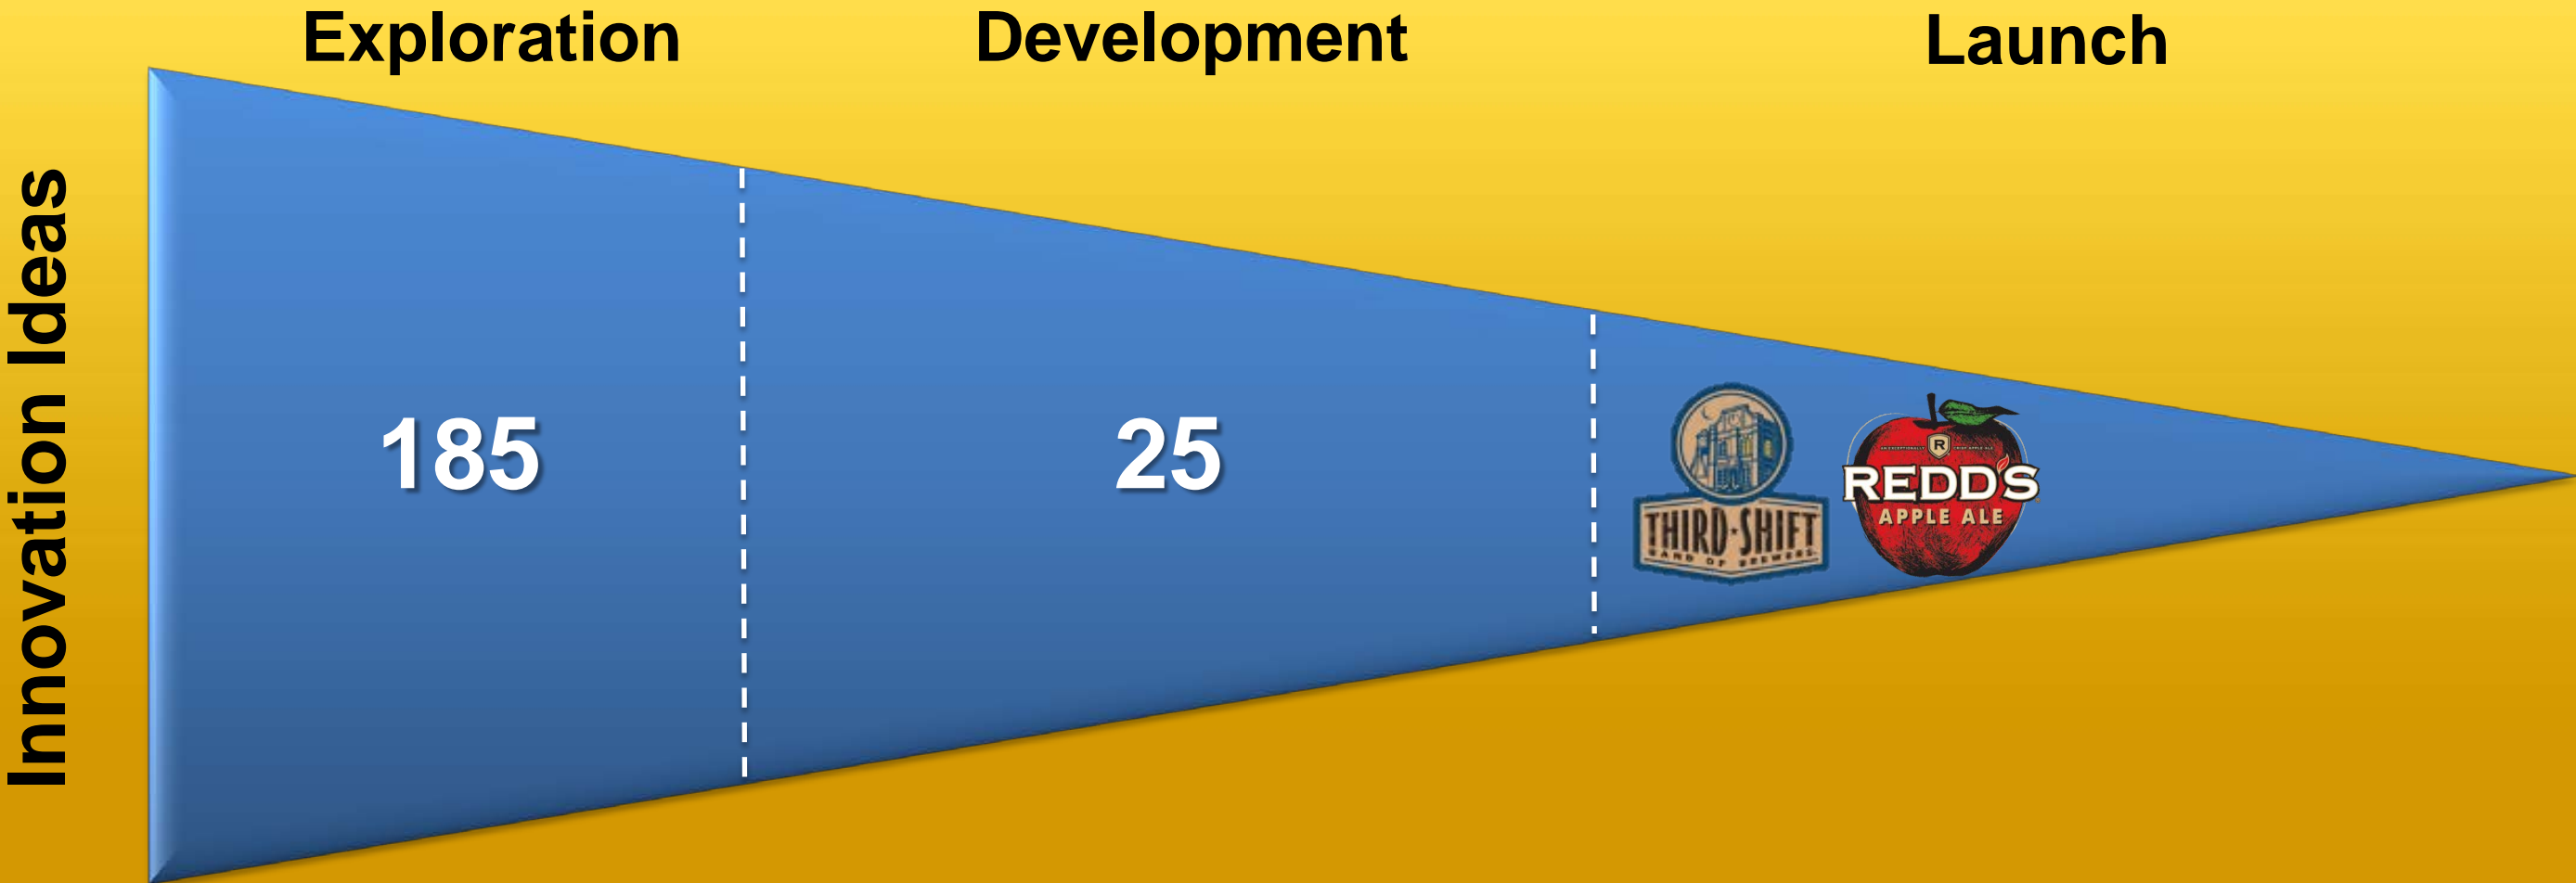 Exploration
Development
Launch
Innovation Ideas
185
25
THIRD·SHIFT
BAND OF BREWERS
R
REDD'S
APPLE ALE